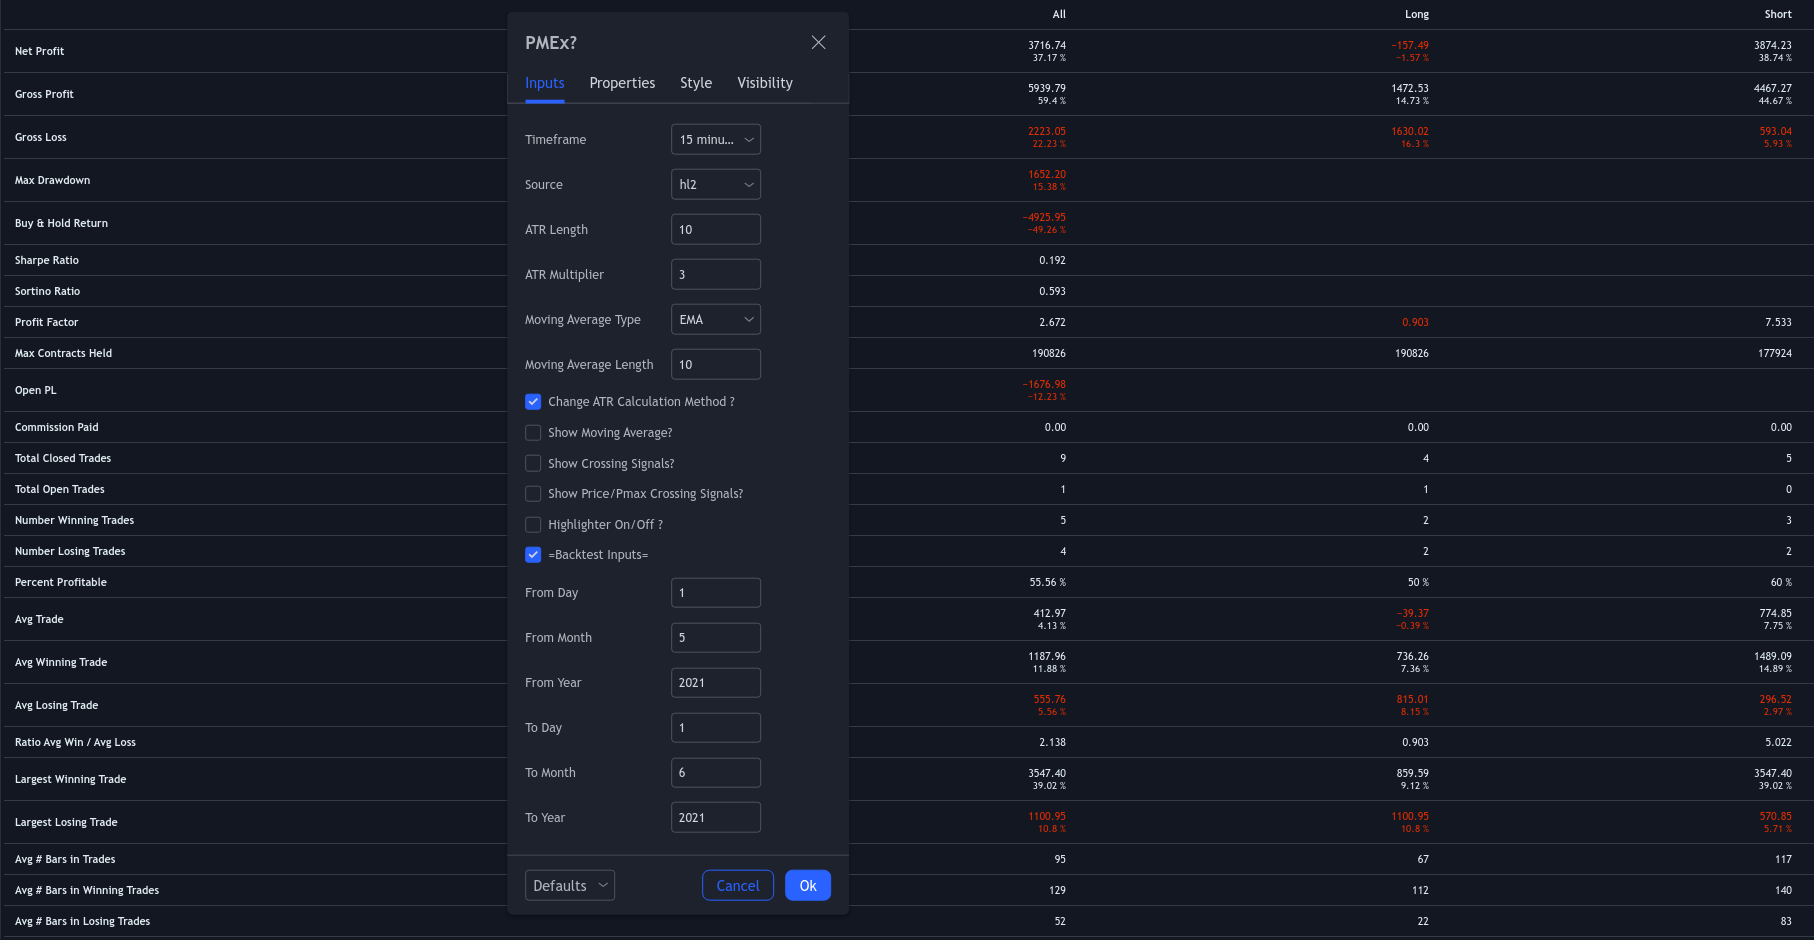 All Long Short
Net Profit 3716.74 −157.49 3874.23
37.17 % −1.57 % 38.74 %
Gross Profit 5939.79 1472.53 4467.27
59.4 % 14.73 % 44.67 %
Gross Loss 2223.05 1630.02 593.04
22.23 % 16.3 % 5.93 %
Max Drawdown 1652.20
15.38 %
Buy & Hold Return −4925.95
−49.26 %
Sharpe Ratio 0.192
Sortino Ratio 0.593
Profit Factor 2.672 0.903 7.533
Max Contracts Held 190826 190826 177924
Open PL −1676.98
−12.23 %
Commission Paid 0.00 0.00 0.00
Total Closed Trades 9 4 5
Total Open Trades 1 1 0
Number Winning Trades 5 2 3
Number Losing Trades 4 2 2
Percent Profitable 55.56 % 50 % 60 %
Avg Trade 412.97 −39.37 774.85
4.13 % −0.39 % 7.75 %
Avg Winning Trade 1187.96 736.26 1489.09
11.88 % 7.36 % 14.89 %
Avg Losing Trade 555.76 815.01 296.52
5.56 % 8.15 % 2.97 %
Ratio Avg Win / Avg Loss 2.138 0.903 5.022
Largest Winning Trade 3547.40 859.59 3547.40
39.02 % 9.12 % 39.02 %
Largest Losing Trade 1100.95 1100.95 570.85
10.8 % 10.8 % 5.71 %
Avg # Bars in Trades 95 67 117
Avg # Bars in Winning Trades 129 112 140
Avg # Bars in Losing Trades 52 22 83
PMEx?
Inputs Properties Style Visibility
Timeframe 15 minu...
Source hl2
ATR Length 10
ATR Multiplier 3
Moving Average Type EMA
Moving Average Length 10
Change ATR Calculation Method ?
Show Moving Average?
Show Crossing Signals?
Show Price/Pmax Crossing Signals?
Highlighter On/Off ?
=Backtest Inputs=
From Day 1
From Month 5
From Year 2021
To Day 1
To Month 6
To Year 2021
Defaults Cancel Ok